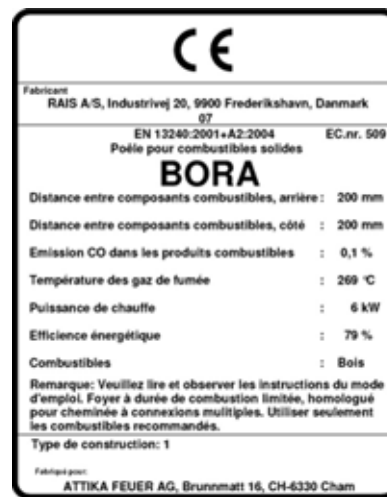 CE
Fabricant
RAIS A/S, Industrivej 20, 9900 Frederikshavn, Danmark
07
EN 13240:2001+A2:2004 EC.nr. 509
Poêle pour combustibles solides
BORA
Distance entre composants combustibles, arrière : 200 mm
Distance entre composants combustibles, côté : 200 mm
Emission CO dans les produits combustibles : 0,1 %
Température des gaz de fumée : 269 °C
Puissance de chauffe : 6 kW
Efficience énergétique : 79 %
Combustibles : Bois
Remarque: Veuillez lire et observer les instructions du mode
d'emploi. Foyer à durée de combustion limitée, homologué
pour cheminée à connexions mulitiples. Utiliser seulement
les combustibles recommandés.
Type de construction: 1
Fabriqué pour:
ATTIKA FEUER AG, Brunnmatt 16, CH-6330 Cham